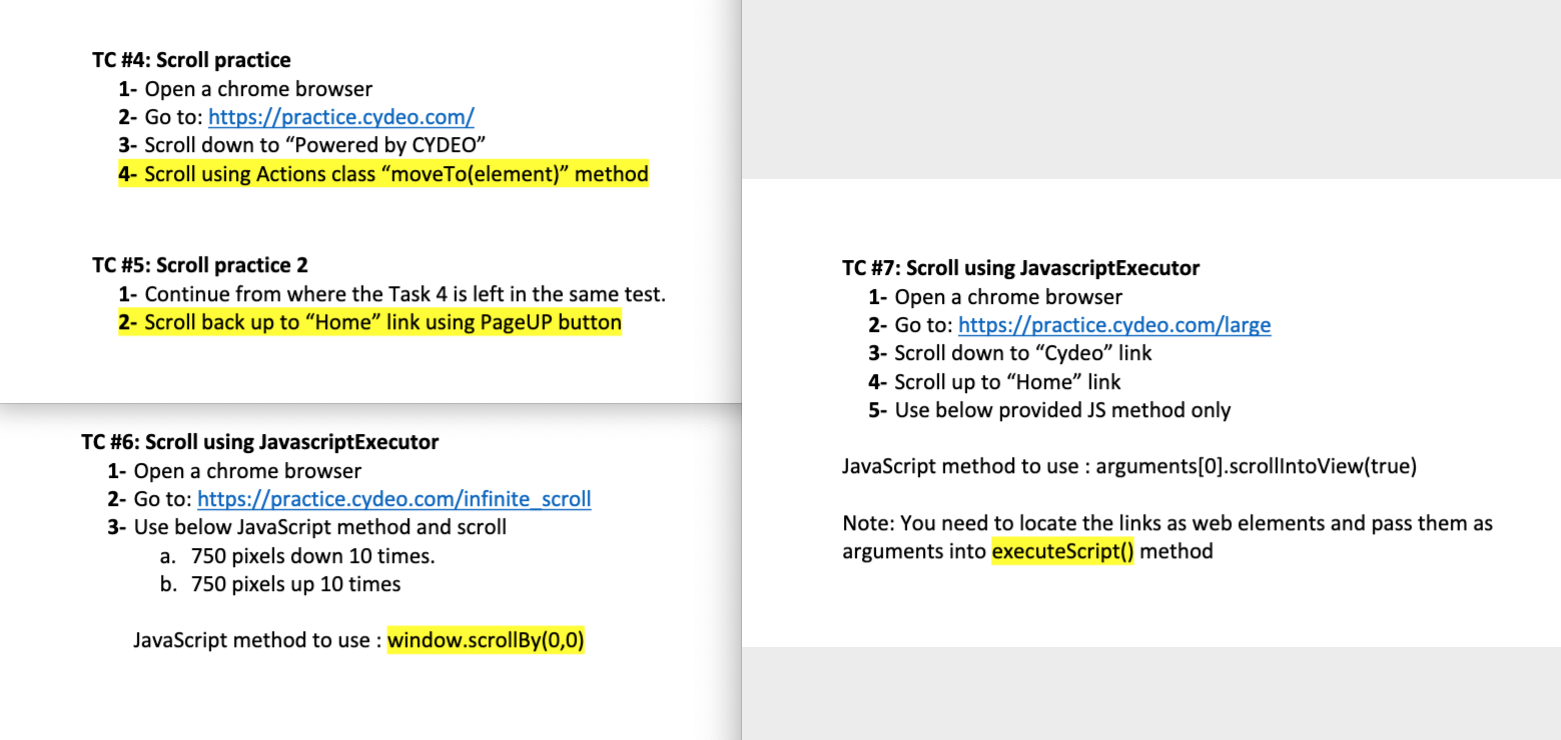 TC #4: Scroll practice
1- Open a chrome browser
2- Go to: https://practice.cydeo.com/
3- Scroll down to “Powered by CYDEO”
4- Scroll using Actions class “moveTo(element)” method
TC #5: Scroll practice 2
1- Continue from where the Task 4 is left in the same test.
2- Scroll back up to “Home” link using PageUP button
TC #6: Scroll using JavascriptExecutor
1- Open a chrome browser
2- Go to: https://practice.cydeo.com/infinite_scroll
3- Use below JavaScript method and scroll
a. 750 pixels down 10 times.
b. 750 pixels up 10 times
JavaScript method to use : window.scrollBy(0,0)
TC #7: Scroll using JavascriptExecutor
1- Open a chrome browser
2- Go to: https://practice.cydeo.com/large
3- Scroll down to “Cydeo” link
4- Scroll up to “Home” link
5- Use below provided JS method only
JavaScript method to use : arguments[0].scrollIntoView(true)
Note: You need to locate the links as web elements and pass them as
arguments into executeScript() method